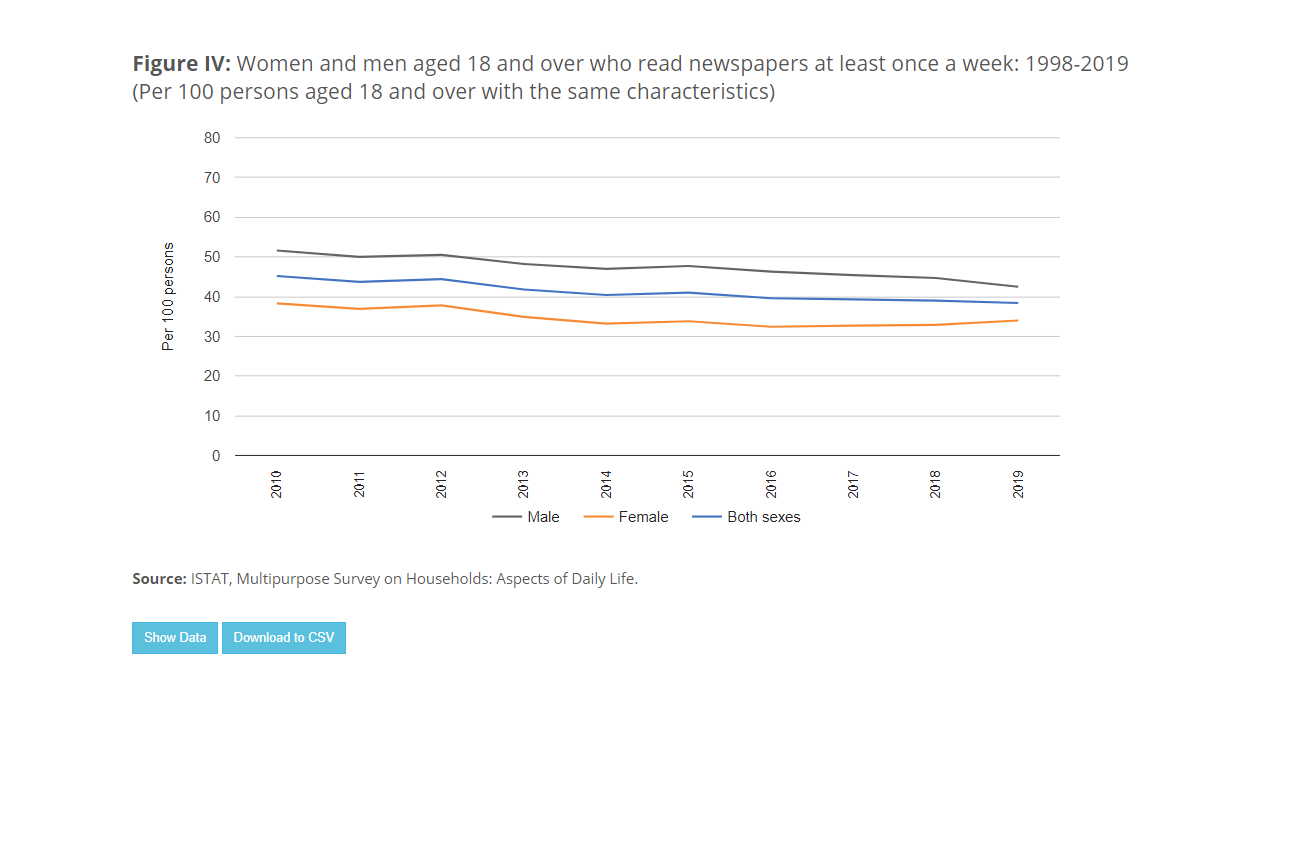 Figure IV: Women and men aged 18 and over who read newspapers at least once a week: 1998-2019
(Per 100 persons aged 18 and over with the same characteristics)
80
70
60
50
40
30
20
10
0
Per 100 persons
2010
2011
2012
2013
2014
2015
2016
2017
2018
2019
Male
Female
Both sexes
Source: ISTAT, Multipurpose Survey on Households: Aspects of Daily Life.
Show Data
Download to CSV